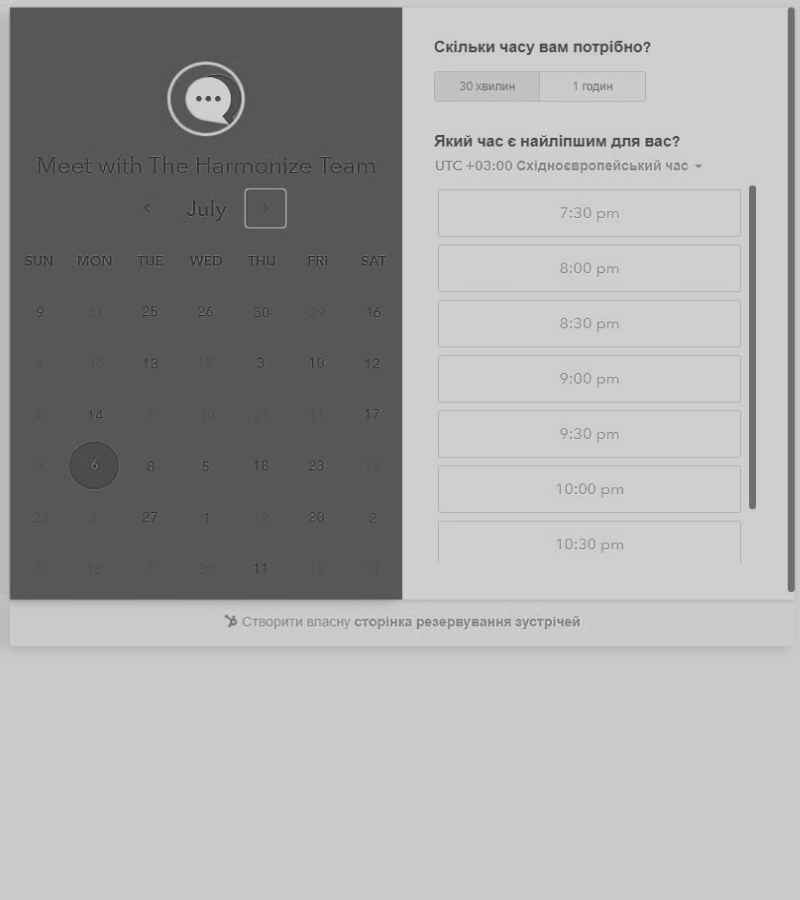 Meet with The Harmonize Team
July
SUN MON TUE WED THU FRI SAT
9 31 25 26 30 29 16
4 30 13 12 3 10 12
4 14 7 10 21 11 17
9 6 8 5 18 23 12
24 4 27 1 19 20 2
8 18 7 30 11 19 17
Скільки часу вам потрібно?
30 хвилин 1 годин
Який час є найліпшим для вас?
UTC +03:00 Східноєвропейський час
7:30 pm
8:00 pm
8:30 pm
9:00 pm
9:30 pm
10:00 pm
10:30 pm
Створити власну сторінка резервування зустрічей